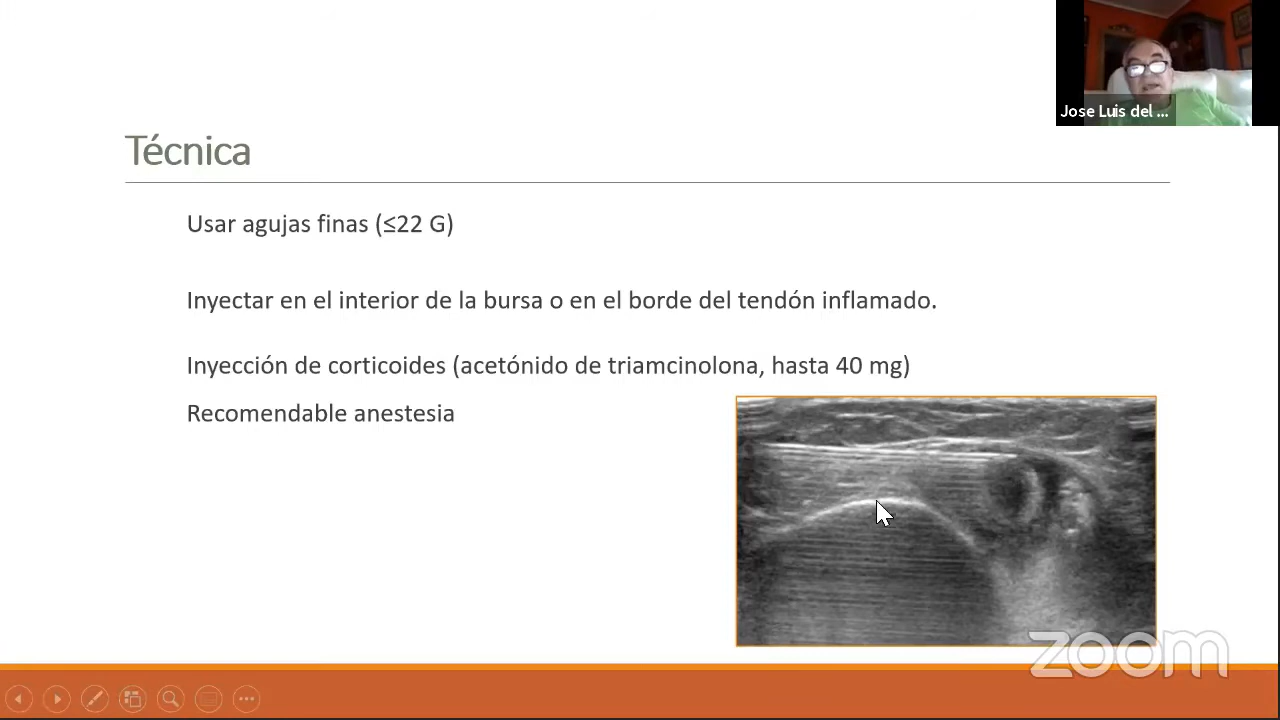 Jose Luis del ...
Técnica
Usar agujas finas (≤22 G)
Inyectar en el interior de la bursa o en el borde del tendón inflamado.
Inyección de corticoides (acetónido de triamcinolona, hasta 40 mg)
Recomendable anestesia
zoom